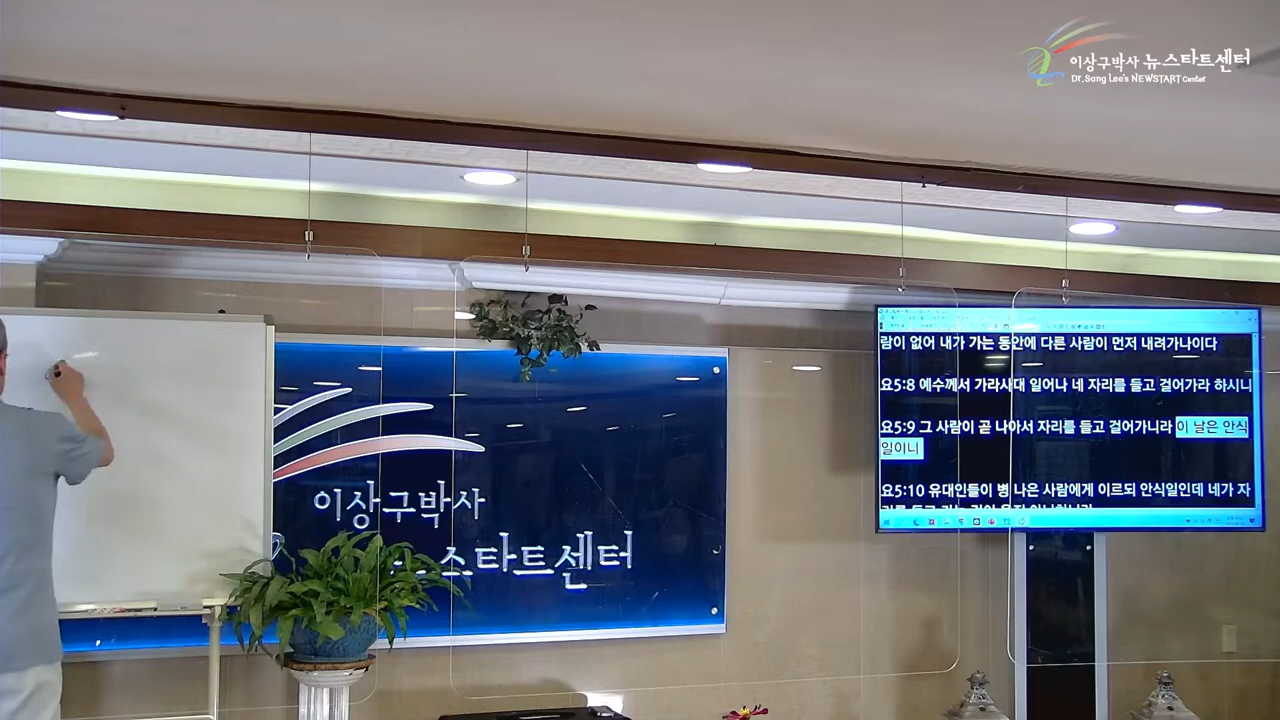 이상구박사 뉴스타트센터
Dr.Sang Lee's NEWSTART Center
람이 없어 내가 가는 동안에 다른 사람이 먼저 내려가나이다
요5:8 예수께서 가라사대 일어나 네 자리를 들고 걸어가라 하시니
요5:9 그 사람이 곧 나아서 자리를 들고 걸어가니라 이 날은 안식
일이니
요5:10 유대인들이 병 나은 사람에게 이르되 안식일인데 네가 자
이상구박사
스타트센터